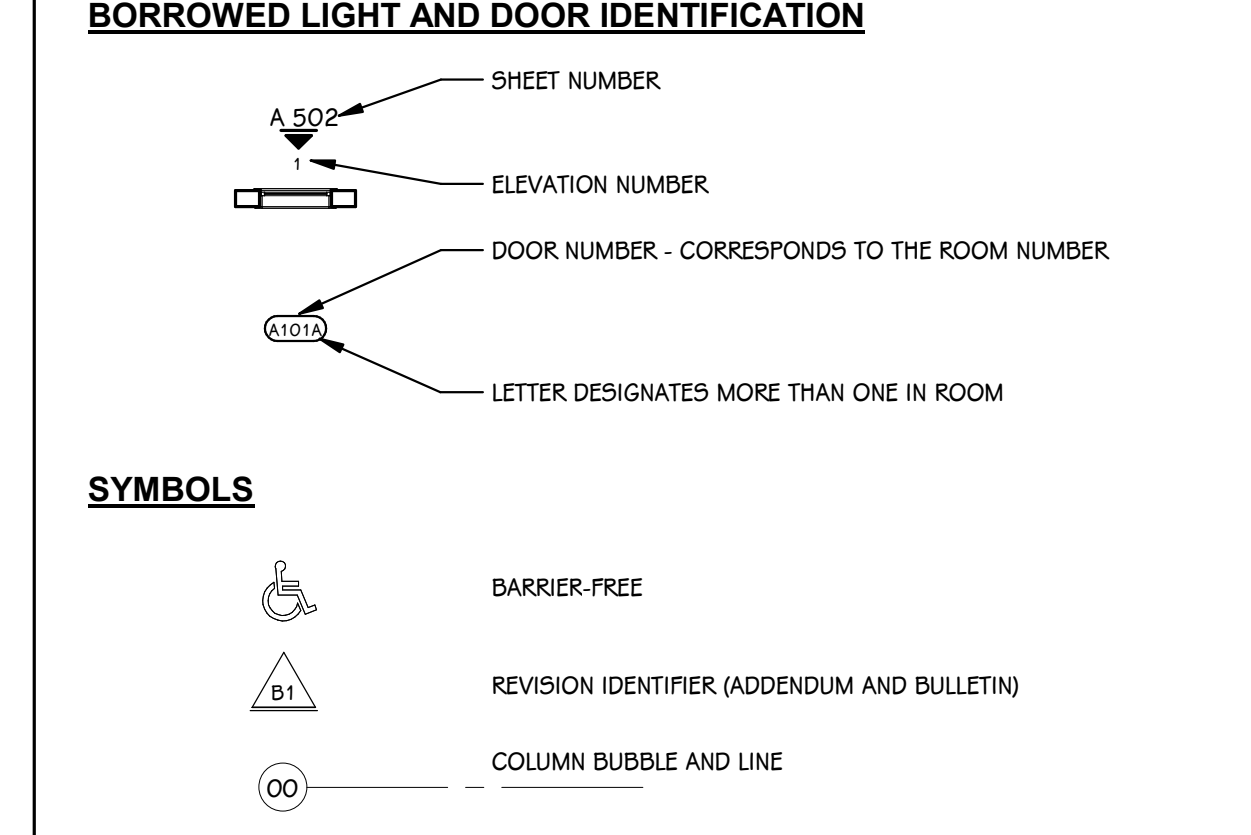 BORROWED LIGHT AND DOOR IDENTIFICATION
SHEET NUMBER
A 502
1
ELEVATION NUMBER
DOOR NUMBER - CORRESPONDS TO THE ROOM NUMBER
A101A
LETTER DESIGNATES MORE THAN ONE IN ROOM
SYMBOLS
BARRIER-FREE
B1
REVISION IDENTIFIER (ADDENDUM AND BULLETIN)
COLUMN BUBBLE AND LINE
00